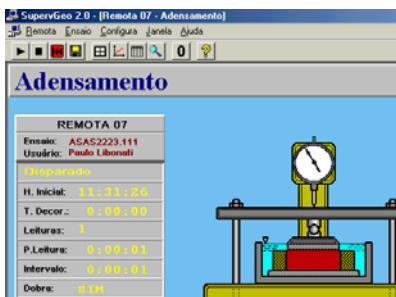 SupervGeo 2.0 - [Remota 07 - Adensamento]
Remota Ensaio Configura Janela Ajuda
0
Adensamento
REMOTA 07
Ensaio: ASAS2223.111
Usuário: Paulo Libonati
Disparado
H. Inicial: 11:31:26
T. Decor.: 0:00:00
Leituras: 1
P.Leitura: 0:00:01
Intervalo: 0:00:01
Dobra: SIM